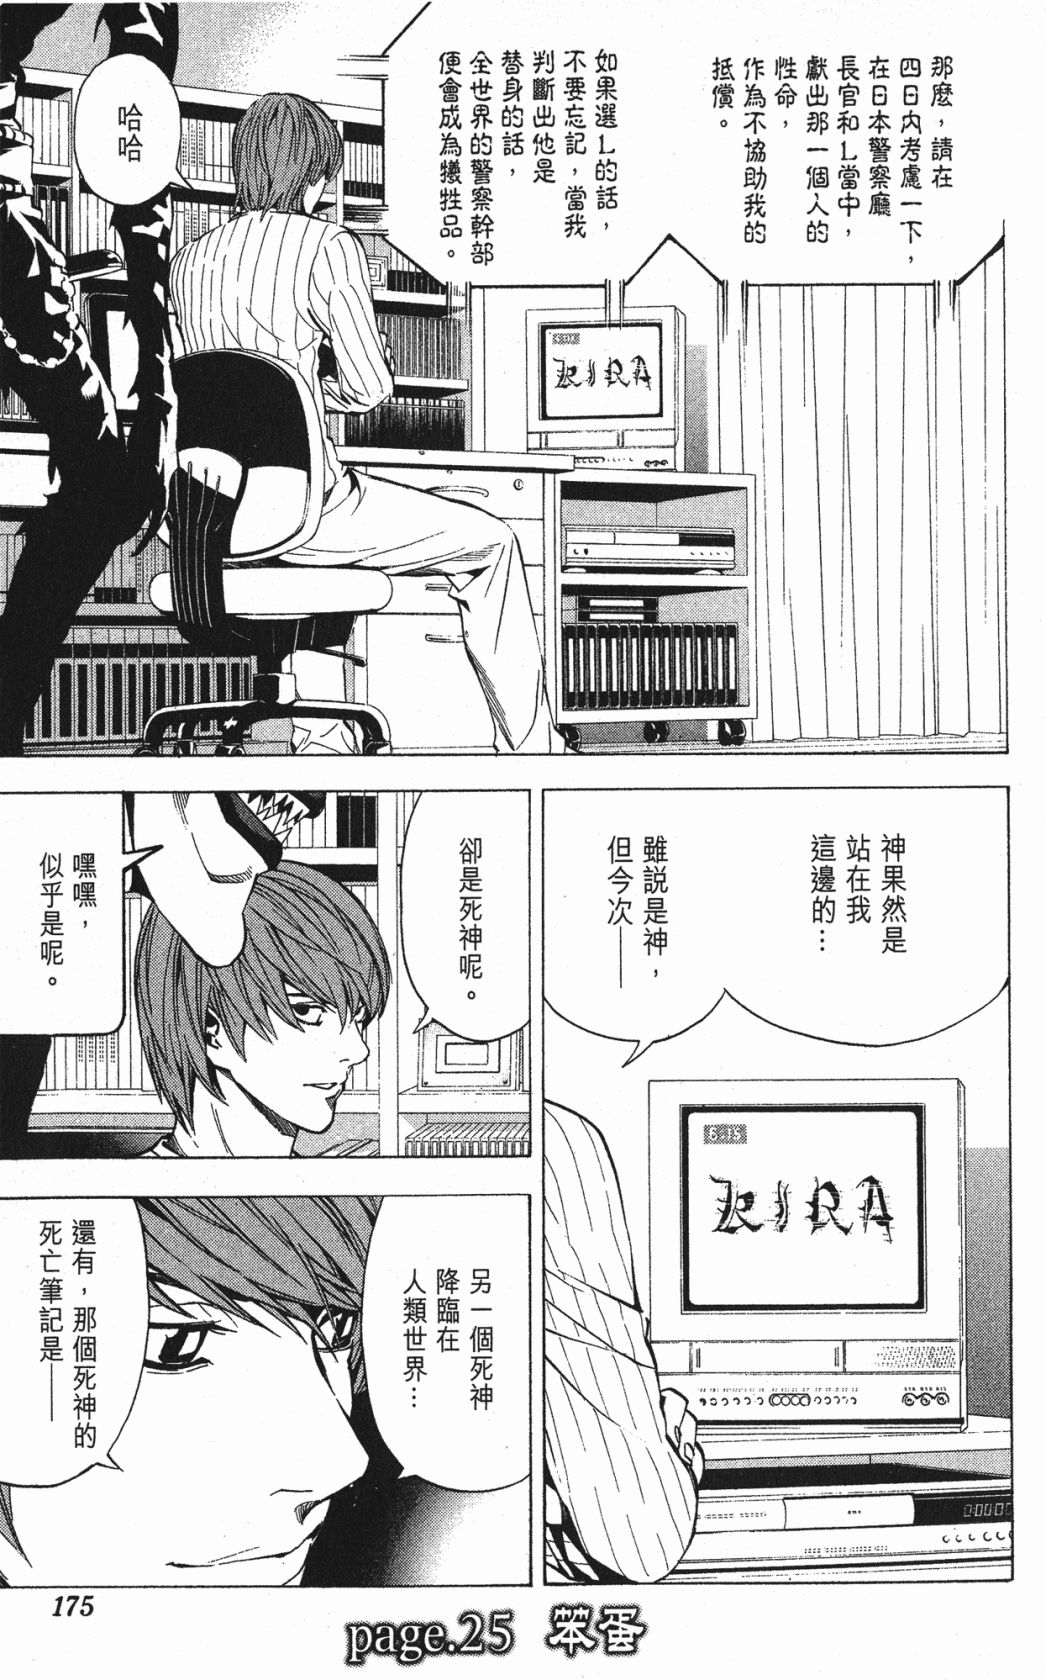 那麼，請在
四日內考慮一下，
在日本警察廳
長官和L當中，
獻出那一個人的
性命，
作為不協助我的
抵償。
如果選L的話，
不要忘記，當我
判斷出他是
替身的話，
全世界的警察幹部
便會成為犧牲品。
哈哈
6:15
KIRA
神果然是
站在我
這邊的…
雖說是神，
但今次——
6:15
KIRA
0:00:00
卻是死神呢。
嘿嘿，
似乎是呢。
另一個死神
降臨在
人類世界…
還有，那個死神的
死亡筆記是——
175
page.25 笨蛋